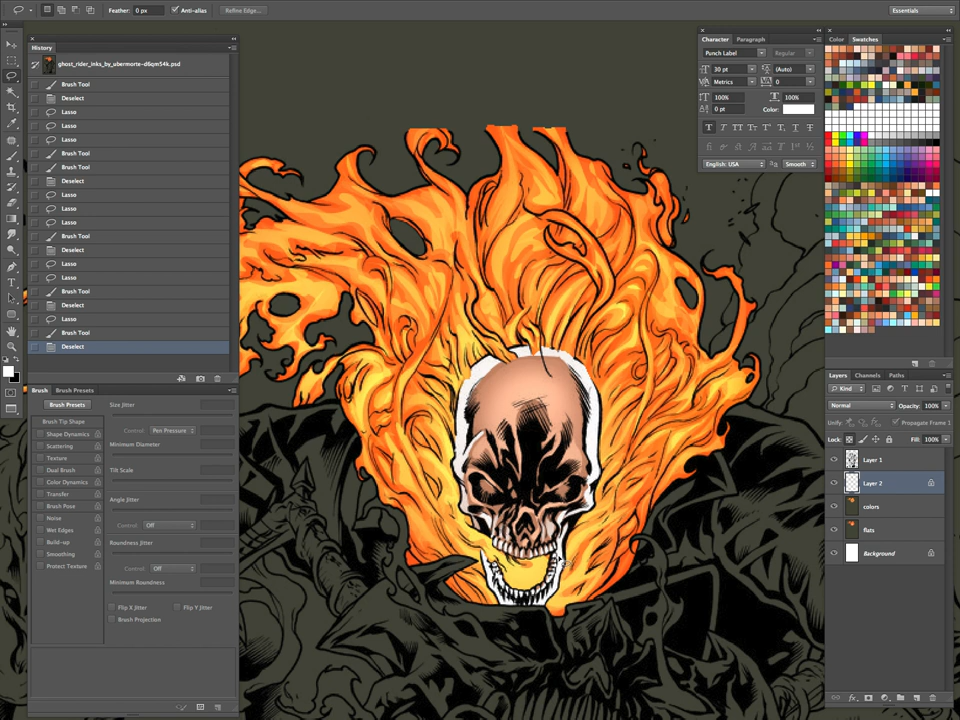 Feather: 0 px Anti-alias Refine Edge... Essentials
History
ghost_rider_inks_by_ubermorte-d6qm54k.psd
Brush Tool
Deselect
Lasso
Lasso
Lasso
Brush Tool
Brush Tool
Deselect
Lasso
Lasso
Lasso
Brush Tool
Deselect
Lasso
Lasso
Brush Tool
Deselect
Lasso
Brush Tool
Deselect
Brush Brush Presets
Brush Presets Size Jitter
Brush Tip Shape
Control: Pen Pressure
Shape Dynamics
Minimum Diameter
Scattering
Texture
Dual Brush Tilt Scale
Color Dynamics
Transfer Angle Jitter
Brush Pose
Noise Control: Off
Wet Edges
Build-up Roundness Jitter
Smoothing
Protect Texture Control: Off
Minimum Roundness
Flip X Jitter Flip Y Jitter
Brush Projection
Character Paragraph
Punch Label Regular
30 pt (Auto)
Metrics 0
100% 100%
0 pt Color:
English: USA Smooth
Color Swatches
Layers Channels Paths
Kind
Normal Opacity: 100%
Unify: Propagate Frame 1
Lock: Fill: 100%
Layer 1
Layer 2
colors
flats
Background